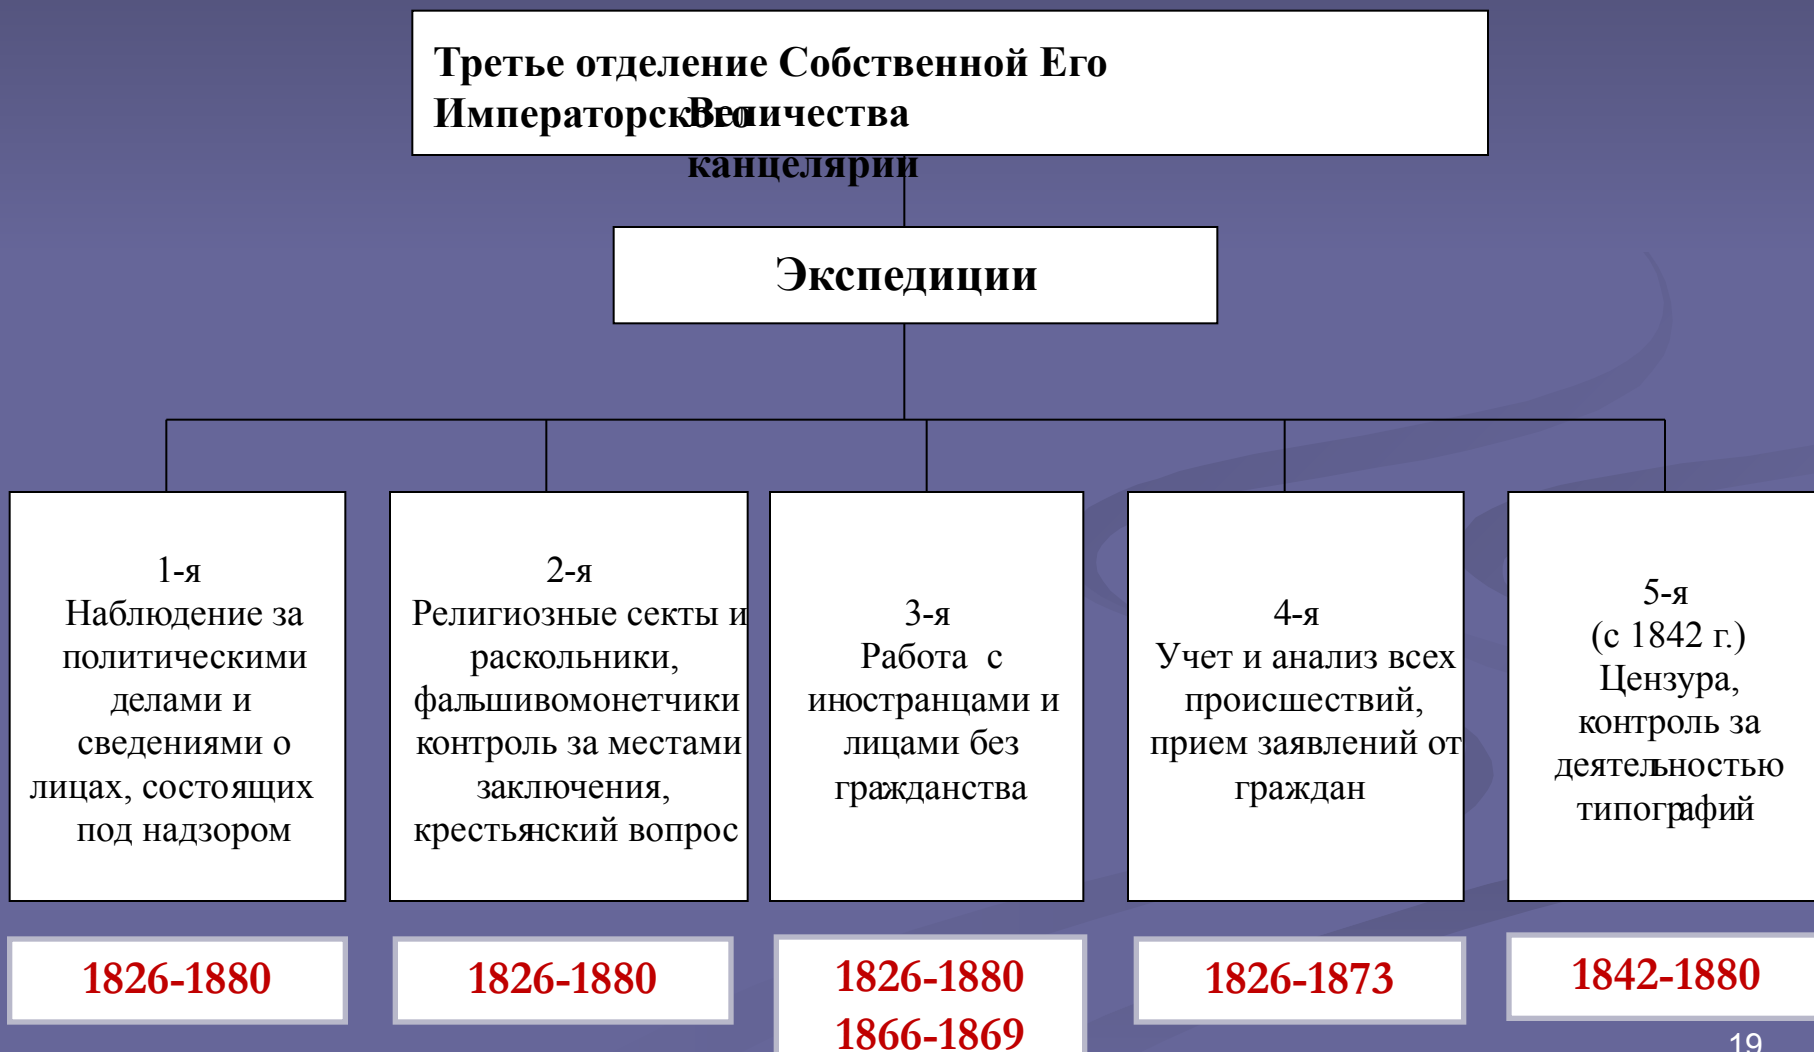 Третье отделение Собственной Его
Императорского
Величества
канцелярии
Экспедиции
1-я
Наблюдение за
политическими
делами и
сведениями о
лицах, состоящих
под надзором
2-я
Религиозные секты и
раскольники,
фальшивомонетчики
контроль за местами
заключения,
крестьянский вопрос
3-я
Работа с
иностранцами и
лицами без
гражданства
4-я
Учет и анализ всех
происшествий,
прием заявлений от
граждан
5-я
(с 1842 г.)
Цензура,
контроль за
деятельностью
типографий
1826-1880
1826-1880
1826-1880
1866-1869
1826-1873
1842-1880
19